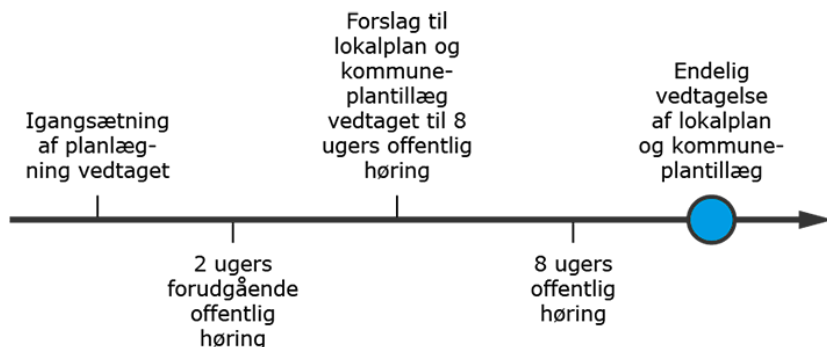 Igangsætning
af planlæg-
ning vedtaget
2 ugers
forudgående
offentlig
høring
Forslag til
lokalplan og
kommune-
plantillæg
vedtaget til 8
ugers offentlig
høring
8 ugers
offentlig
høring
Endelig
vedtagelse
af lokalplan
og kommune-
plantillæg